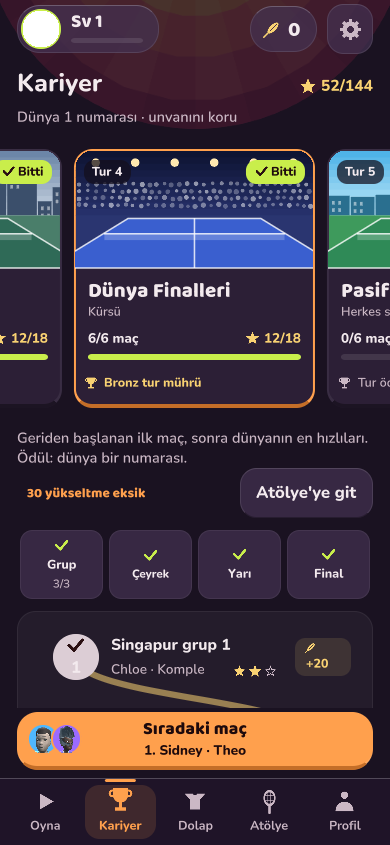 Sv 1
0
Kariyer
52/144
Dünya 1 numarası · unvanını koru
Bitti
12/18
Tur 4
Bitti
Dünya Finalleri
Kürsü
6/6 maç
12/18
Bronz tur mührü
Tur 5
Pasif
Herkes s
0/6 maç
Tur öd
Geriden başlanan ilk maç, sonra dünyanın en hızlıları.
Ödül: dünya bir numarası.
30 yükseltme eksik
Atölye'ye git
Grup
3/3
Çeyrek
Yarı
Final
1
Singapur grup 1
Chloe · Komple
+20
Sıradaki maç
1. Sidney · Theo
Oyna
Kariyer
Dolap
Atölye
Profil